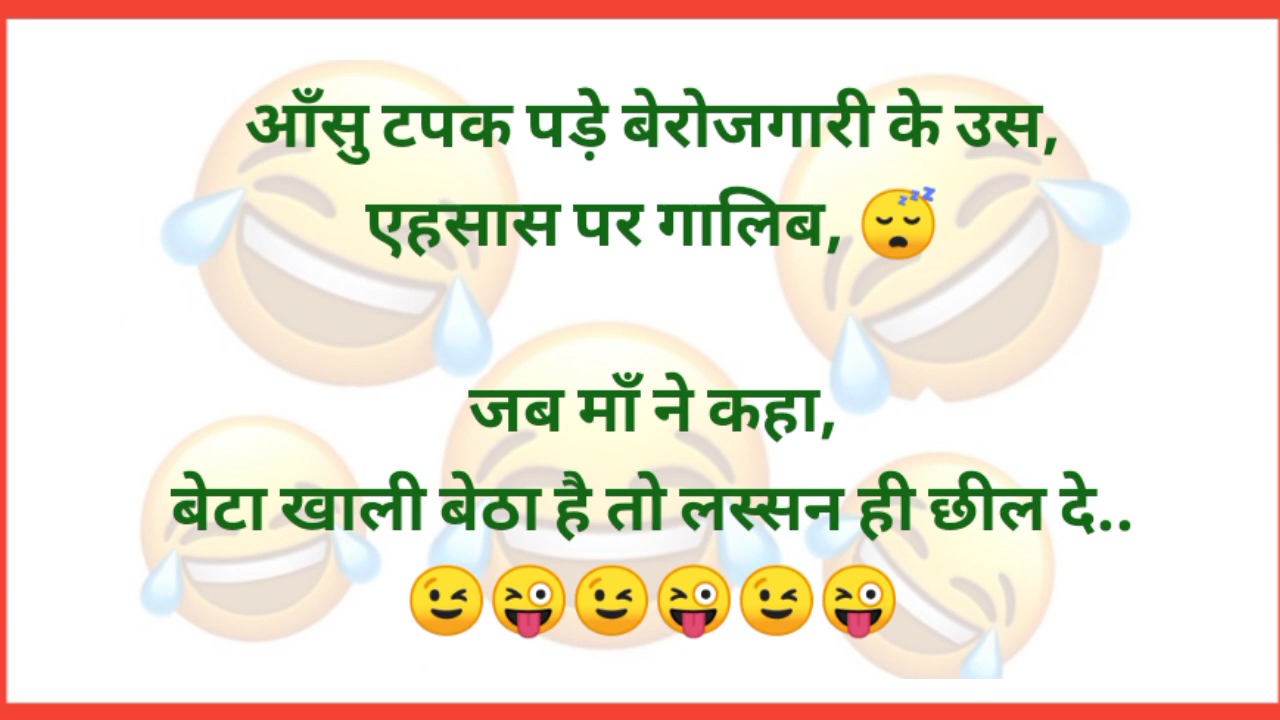 आँसु टपक पड़े बेरोजगारी के उस,
एहसास पर गालिब, 😴
जब माँ ने कहा,
बेटा खाली बेठा है तो लस्सन ही छील दे..
😉😜😉😜😉😜